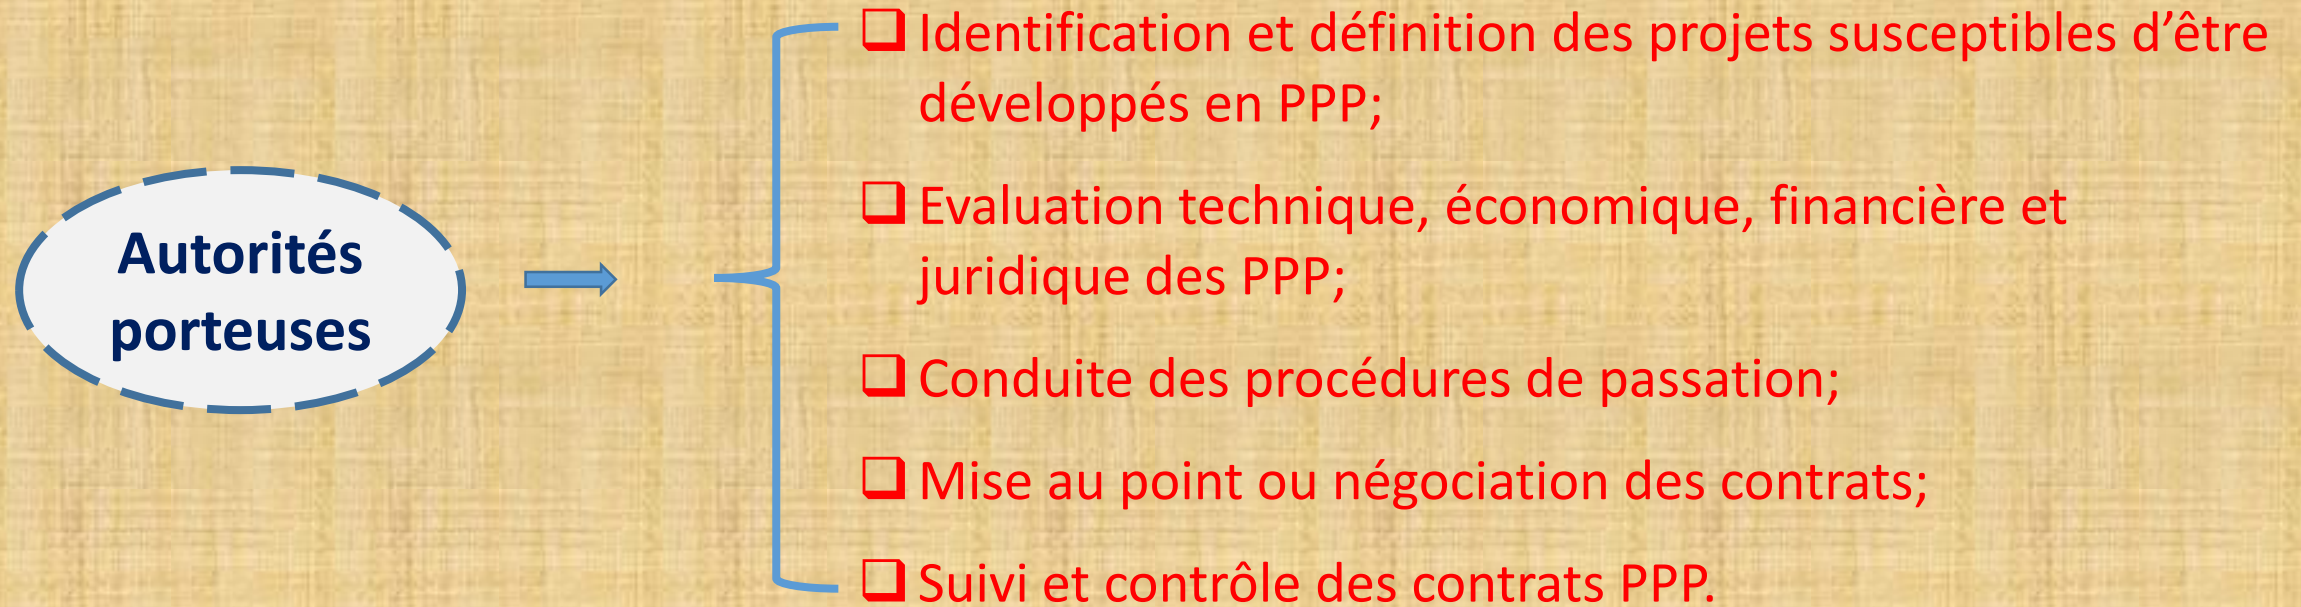 Autorités
porteuses
Identification et définition des projets susceptibles d’être
développés en PPP;
Evaluation technique, économique, financière et
juridique des PPP;
Conduite des procédures de passation;
Mise au point ou négociation des contrats;
Suivi et contrôle des contrats PPP.